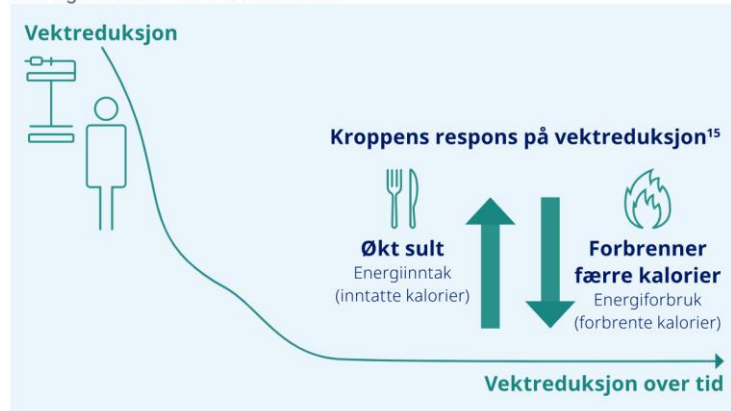 Vektreduksjon
Kroppens respons på vektreduksjon¹⁵
Økt sult
Energiinntak
(inntatte kalorier)
Forbrenner
færre kalorier
Energiforbruk
(forbrente kalorier)
Vektreduksjon over tid